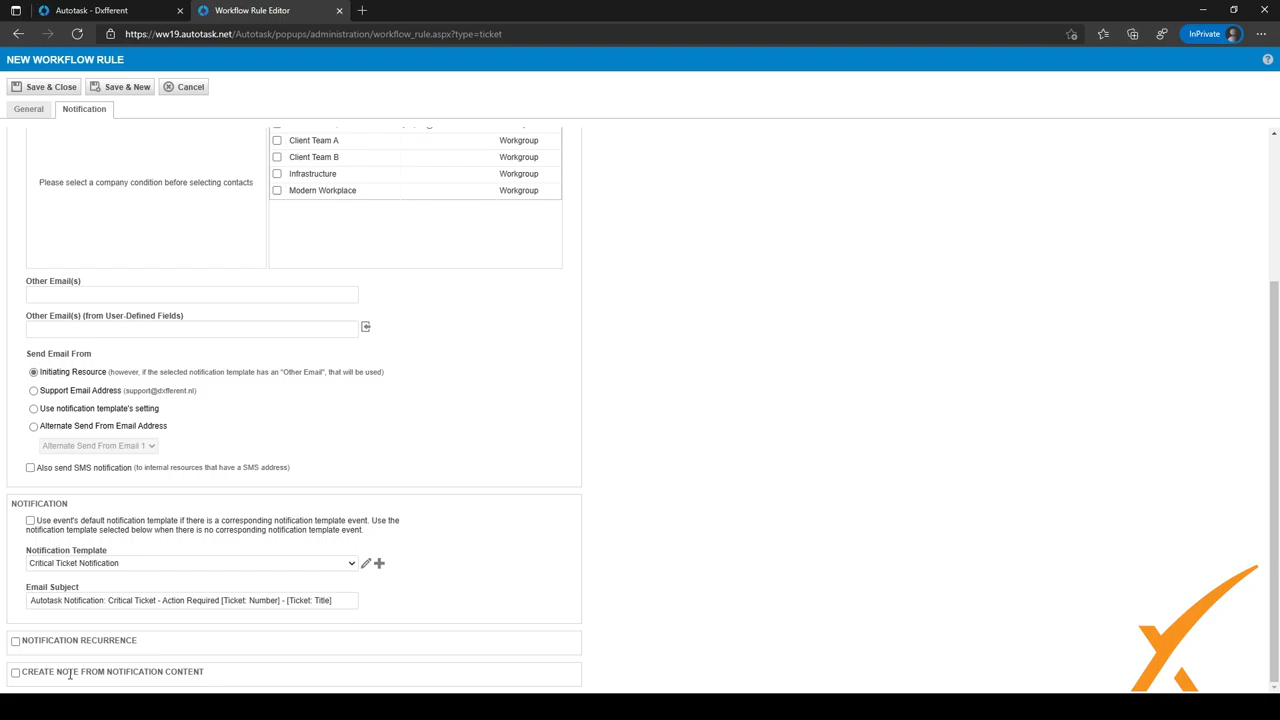 Autotask - Dxfferent
Workflow Rule Editor
https://ww19.autotask.net/Autotask/popups/administration/workflow_rule.aspx?type=ticket
InPrivate
NEW WORKFLOW RULE
Save & Close
Save & New
Cancel
General
Notification
Client Team A Workgroup
Client Team B Workgroup
Please select a company condition before selecting contacts
Infrastructure Workgroup
Modern Workplace Workgroup
Other Email(s)
Other Email(s) (from User-Defined Fields)
Send Email From
Initiating Resource (however, if the selected notification template has an "Other Email", that will be used)
Support Email Address (support@dxfferent.nl)
Use notification template's setting
Alternate Send From Email Address
Alternate Send From Email 1
Also send SMS notification (to internal resources that have a SMS address)
NOTIFICATION
Use event's default notification template if there is a corresponding notification template event. Use the
notification template selected below when there is no corresponding notification template event.
Notification Template
Critical Ticket Notification
Email Subject
Autotask Notification: Critical Ticket - Action Required [Ticket: Number] - [Ticket: Title]
NOTIFICATION RECURRENCE
CREATE NOTE FROM NOTIFICATION CONTENT